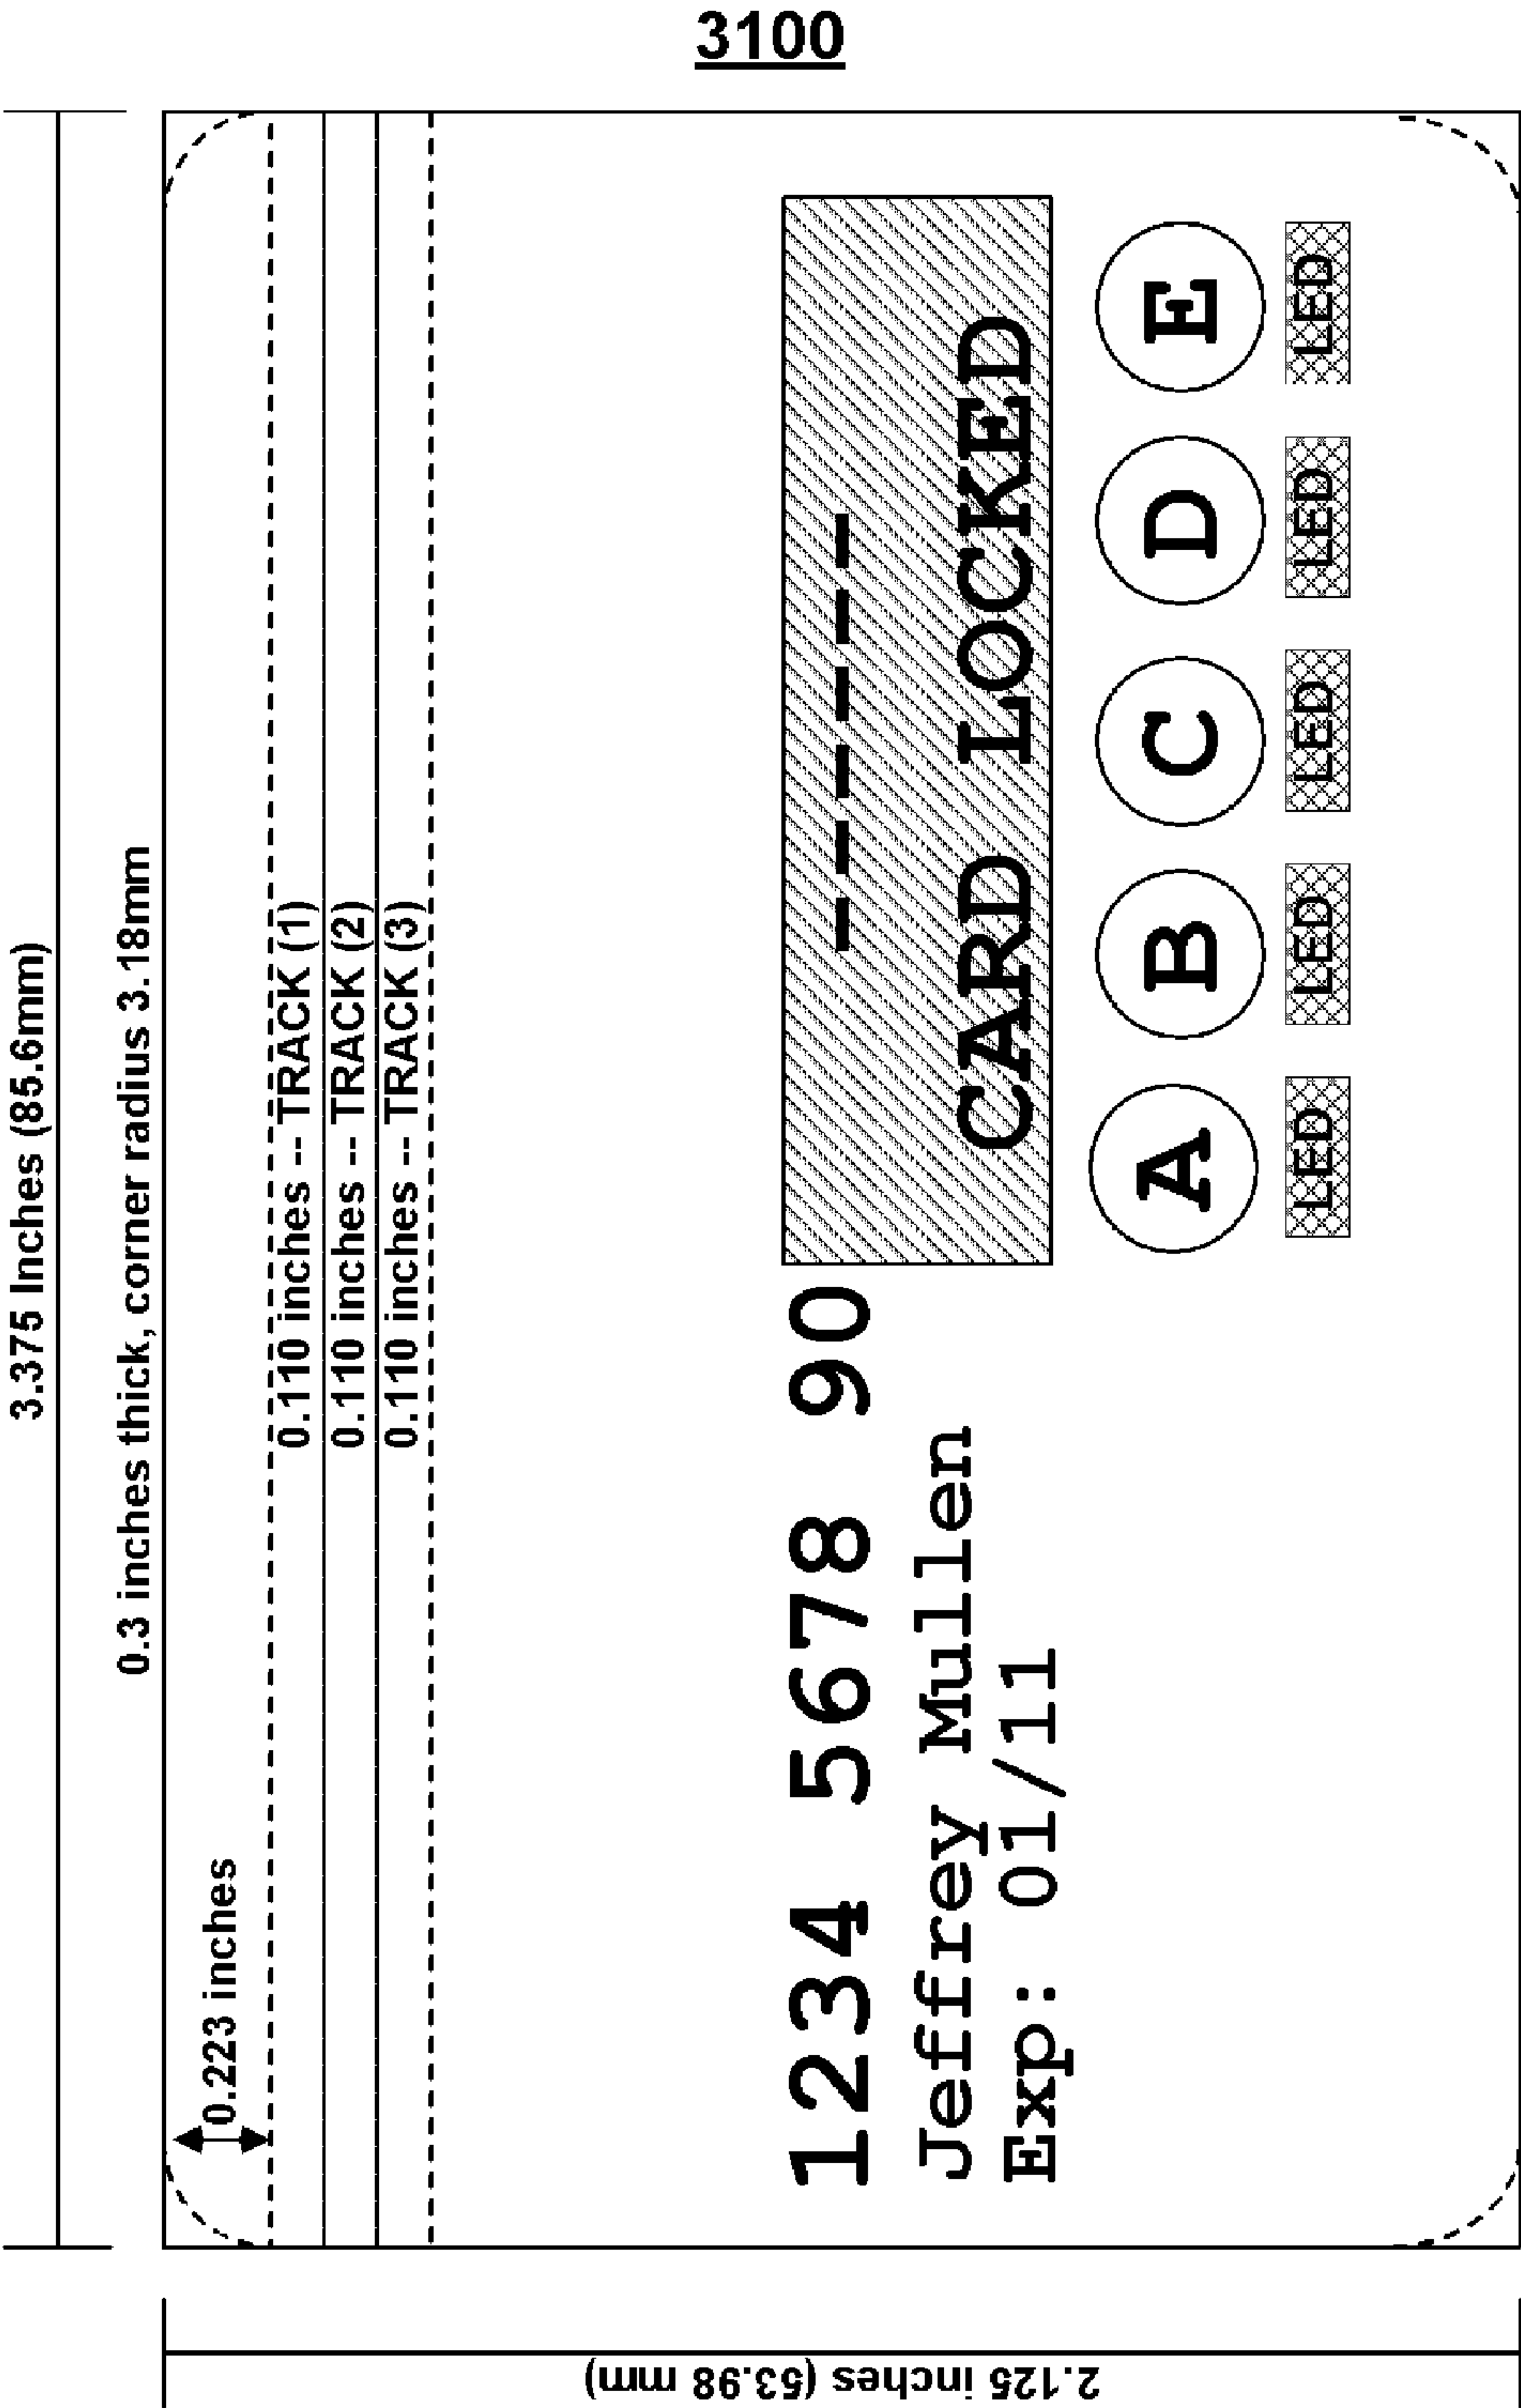 3100
3.375 Inches (85.6mm)
0.3 inches thick, corner radius 3.18mm
0.223 inches
0.110 inches -- TRACK (1)
0.110 inches -- TRACK (2)
0.110 inches -- TRACK (3)
1234 5678 90 ------
Jeffrey Mullen CARD LOCKED
Exp: 01/11
A B C D E
LED LED LED LED LED
2.125 inches (53.98 mm)